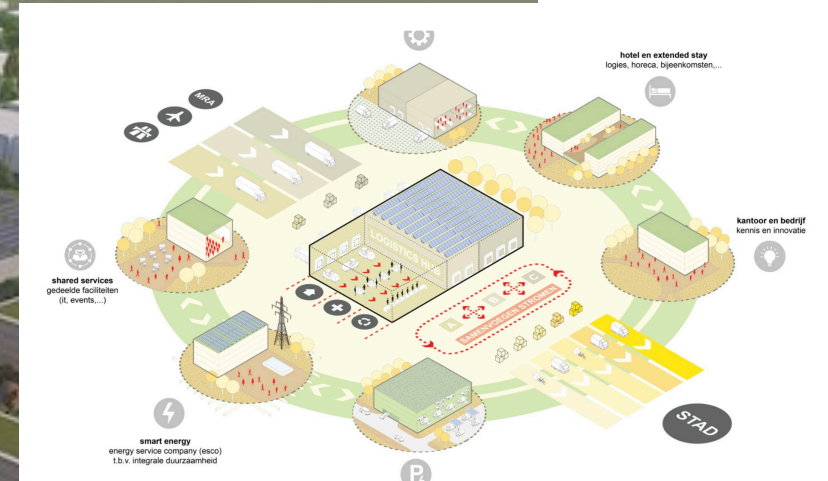 hotel en extended stay
logies, horeca, bijeenkomsten,...
MRA
kantoor en bedrijf
kennis en innovatie
LOGISTICS HUB
shared services
gedeelde faciliteiten
(it, events,...)
A B C
SAMENVOEGEN STROMEN
STAD
smart energy
energy service company (esco)
t.b.v. integrale duurzaamheid
P